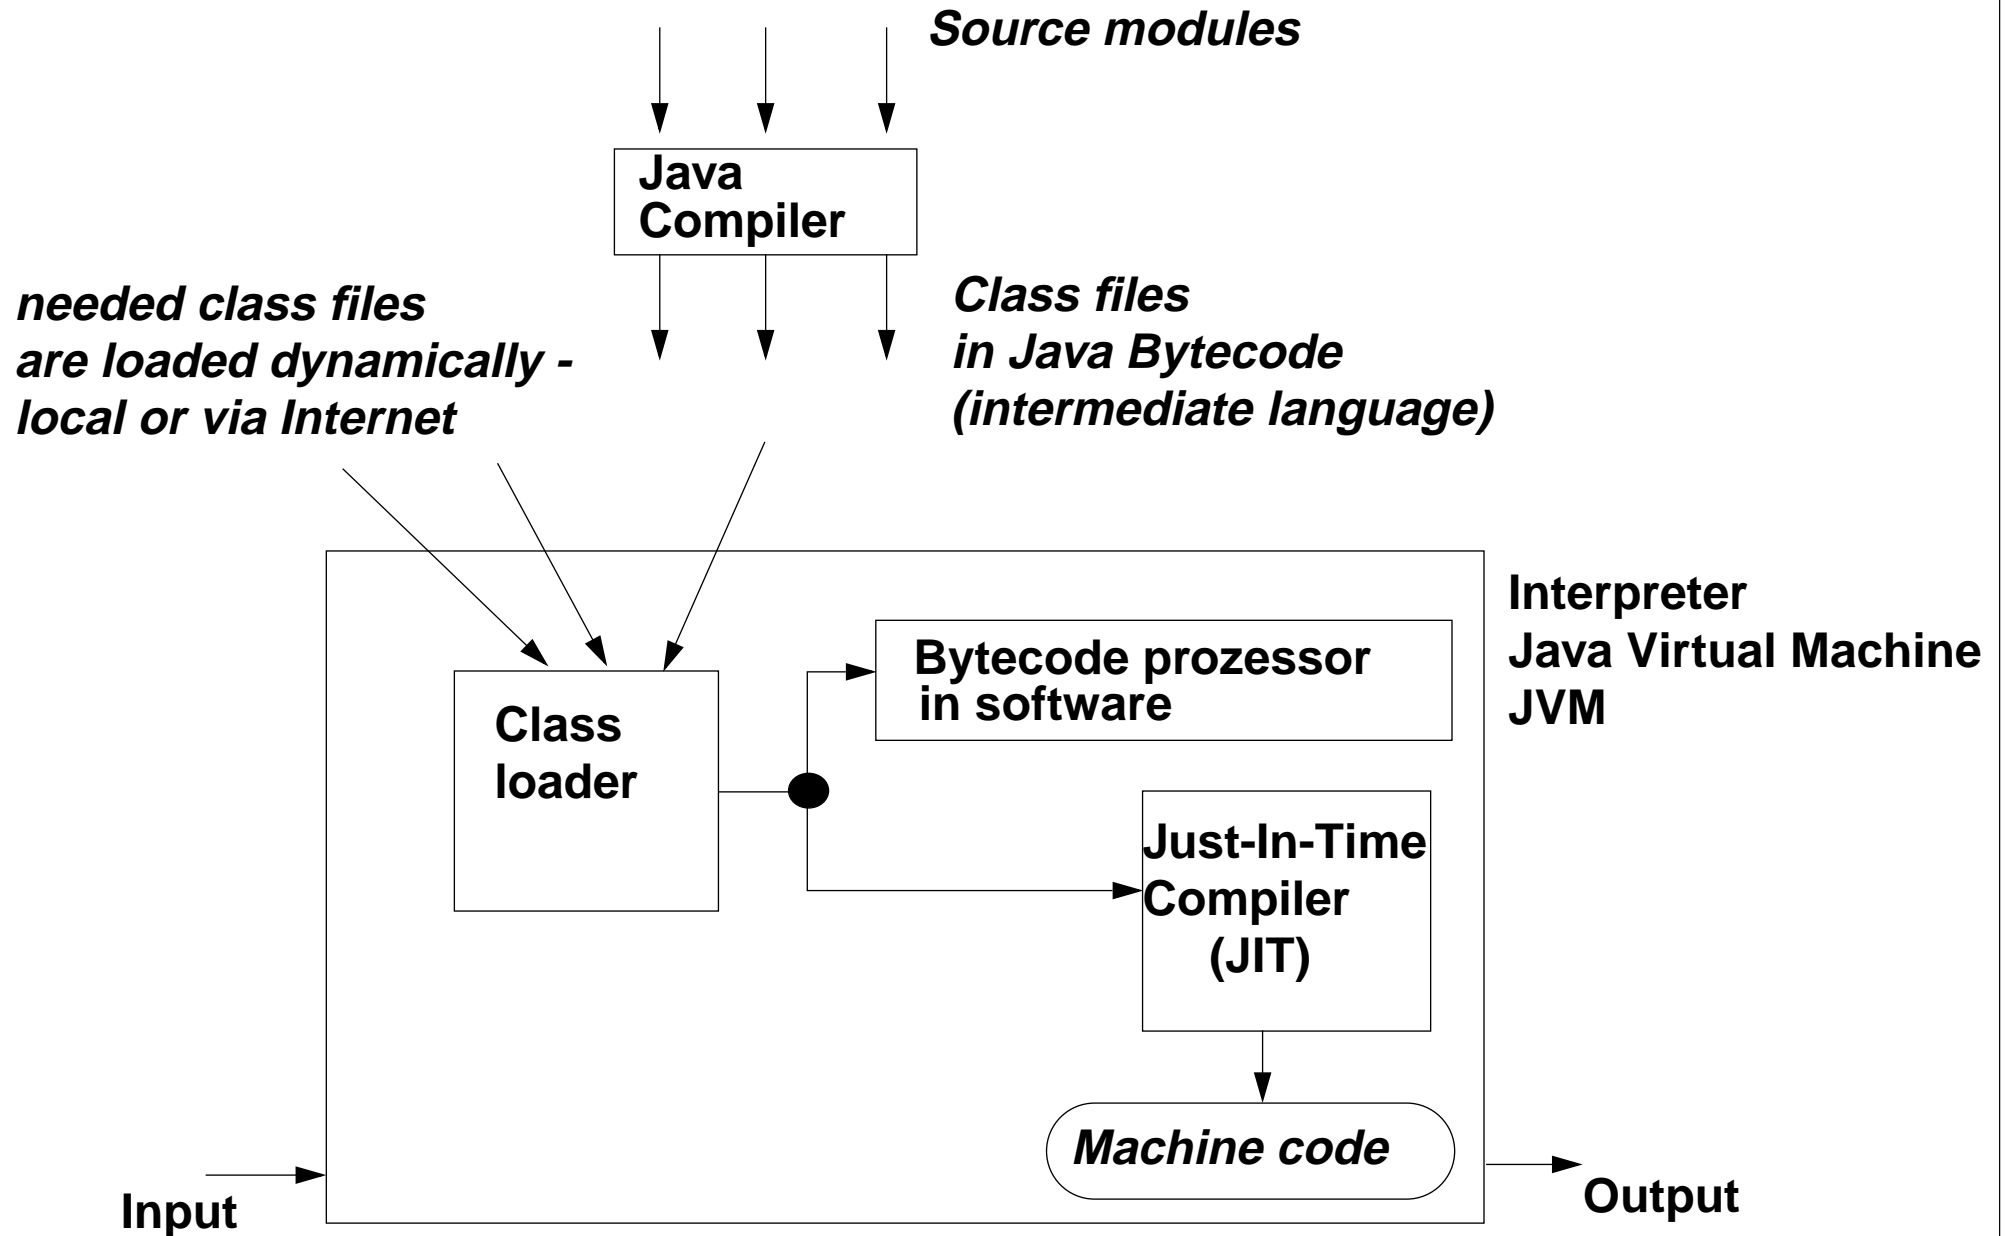 Source modules
Java
Compiler
needed class files
are loaded dynamically -
local or via Internet
Class files
in Java Bytecode
(intermediate language)
Interpreter
Java Virtual Machine
JVM
Bytecode prozessor
in software
Class
loader
Just-In-Time
Compiler
(JIT)
Machine code
Input
Output